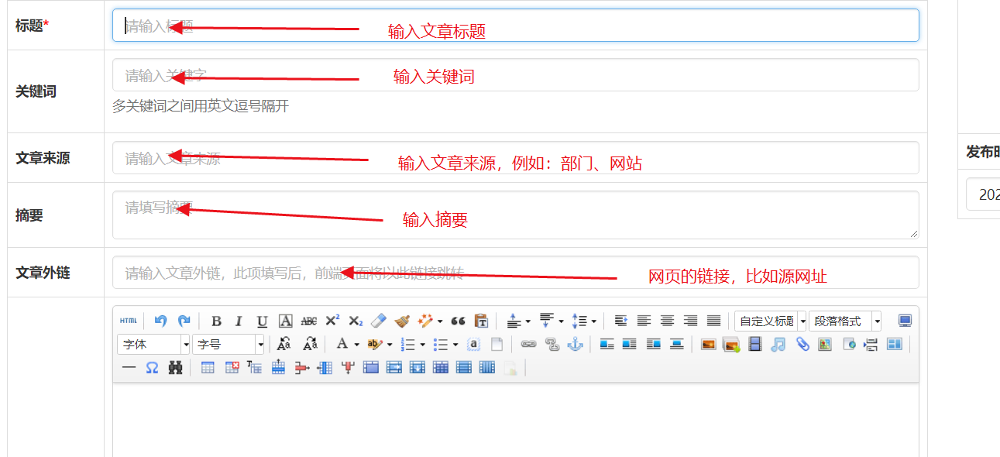 标题* 请输入标题 输入文章标题
关键词 请输入关键字 输入关键词
多关键词之间用英文逗号隔开
文章来源 请输入文章来源 输入文章来源，例如：部门、网站
发布时
摘要 请填写摘要 输入摘要
202
文章外链 请输入文章外链，此项填写后，前端页面将以此链接跳转 网页的链接，比如源网址
HTML B I U A ABC X² X₂ 自定义标题 段落格式
字体 字号